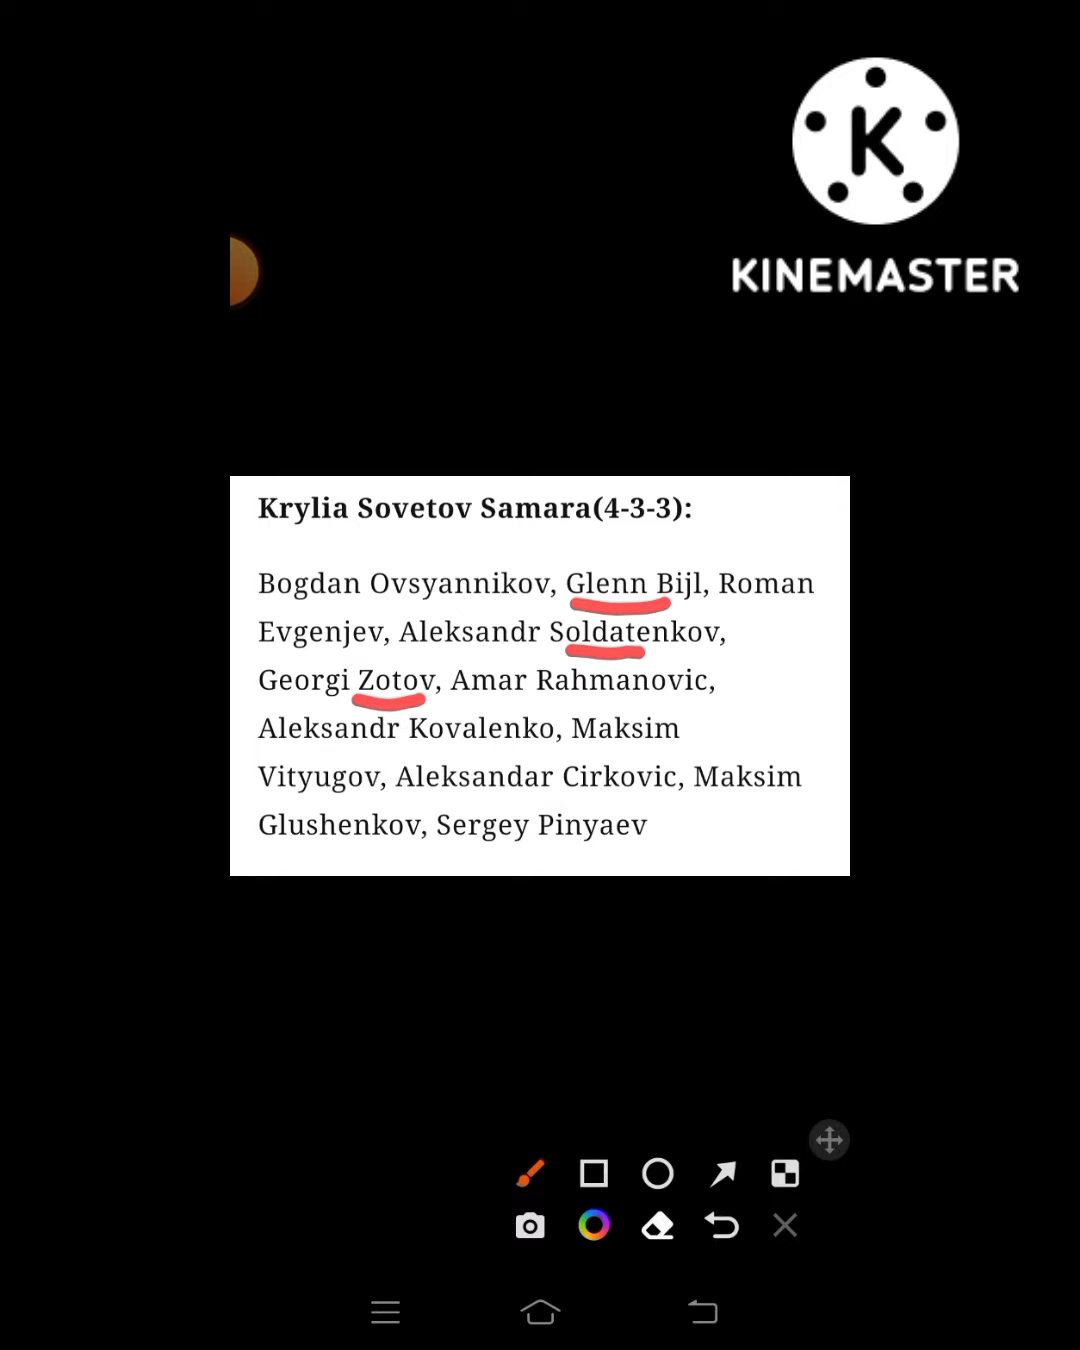 K
KINEMASTER
Krylia Sovetov Samara(4-3-3):
Bogdan Ovsyannikov, Glenn Bijl, Roman
Evgenjev, Aleksandr Soldatenkov,
Georgi Zotov, Amar Rahmanovic,
Aleksandr Kovalenko, Maksim
Vityugov, Aleksandar Cirkovic, Maksim
Glushenkov, Sergey Pinyaev